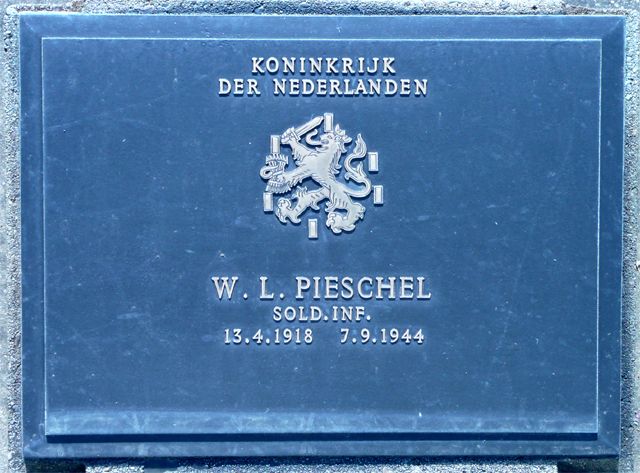 KONINKRIJK
DER NEDERLANDEN
W. L. PIESCHEL
SOLD.INF.
13.4.1918 7.9.1944